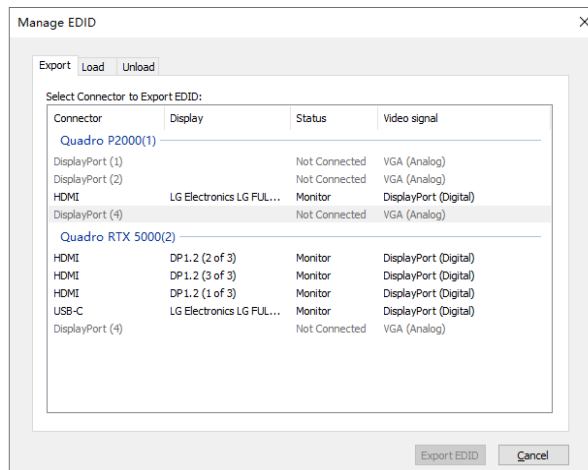 Manage EDID
Export Load Unload
Select Connector to Export EDID:
Connector Display Status Video signal
Quadro P2000(1)
DisplayPort (1) Not Connected VGA (Analog)
DisplayPort (2) Not Connected VGA (Analog)
HDMI LG Electronics LG FUL... Monitor DisplayPort (Digital)
DisplayPort (4) Not Connected VGA (Analog)
Quadro RTX 5000(2)
HDMI DP1.2 (2 of 3) Monitor DisplayPort (Digital)
HDMI DP1.2 (3 of 3) Monitor DisplayPort (Digital)
HDMI DP1.2 (1 of 3) Monitor DisplayPort (Digital)
USB-C LG Electronics LG FUL... Monitor DisplayPort (Digital)
DisplayPort (4) Not Connected VGA (Analog)
Export EDID Cancel